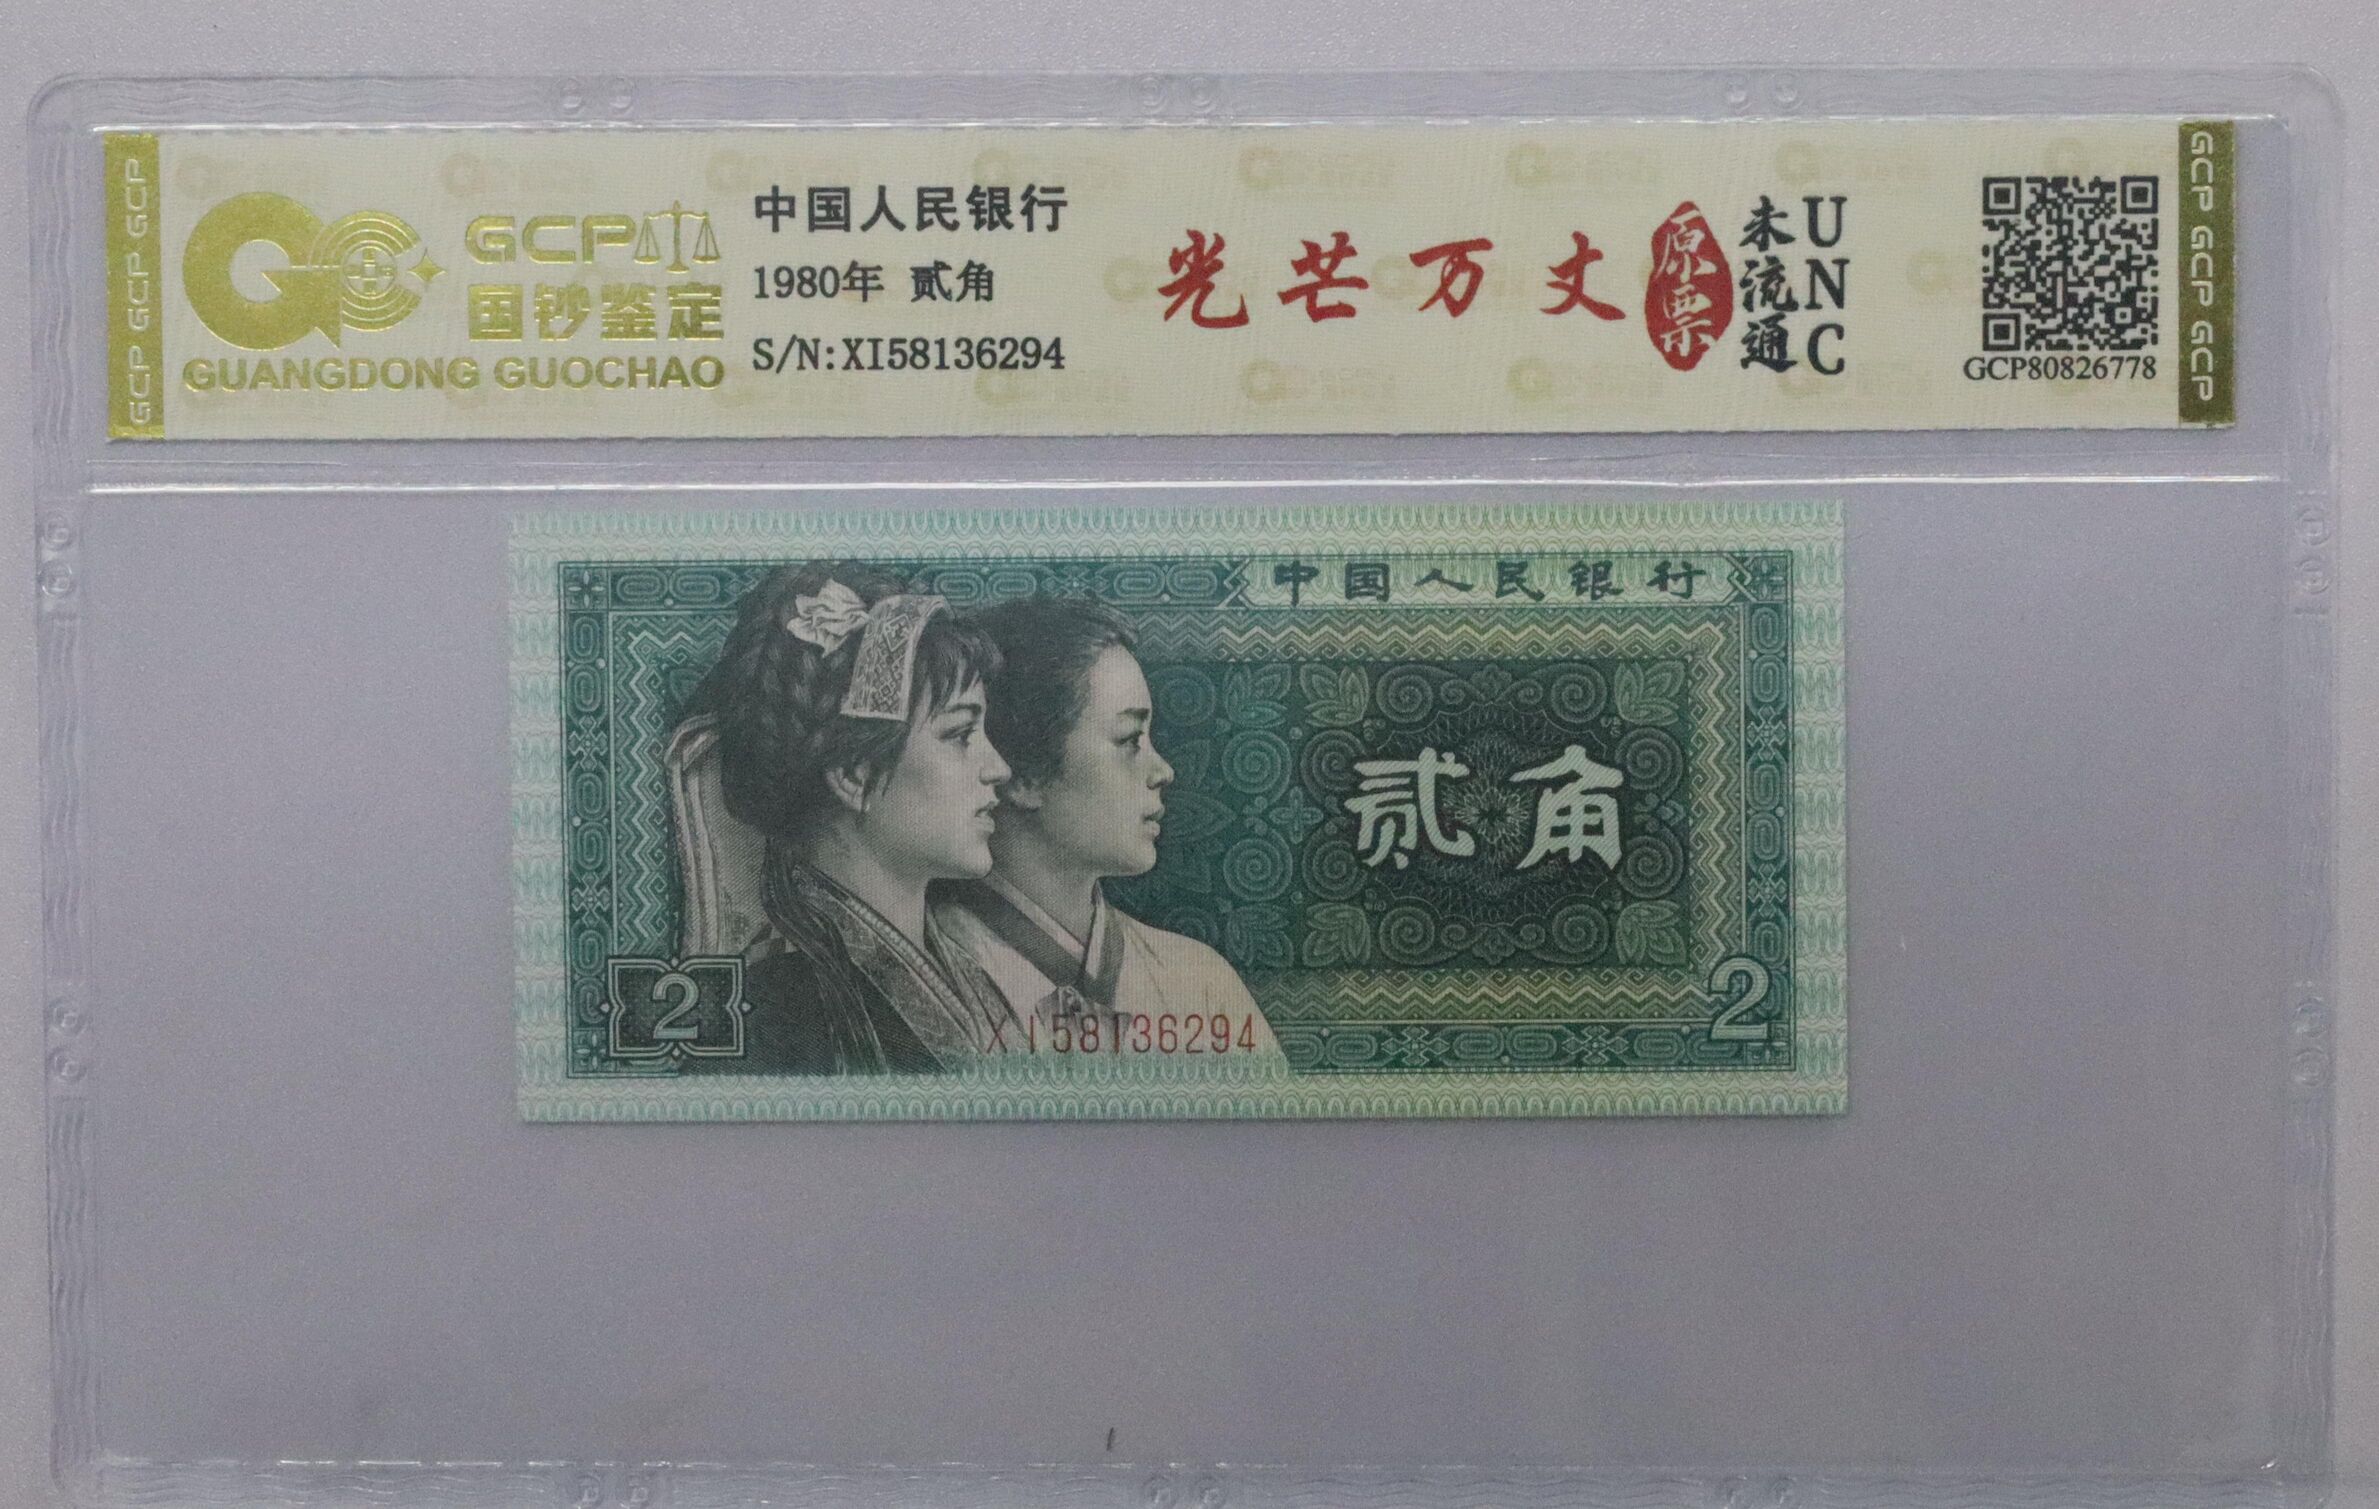 GCP GCP GCP
GCP
国钞鉴定
GUANGDONG GUOCHAO
中国人民银行
1980年 贰角
S/N:XI58136294
光芒万丈
原票
未流通
UNC
GCP80826778
GCP GCP GCP
中国人民银行
贰角
2
XI58136294
2